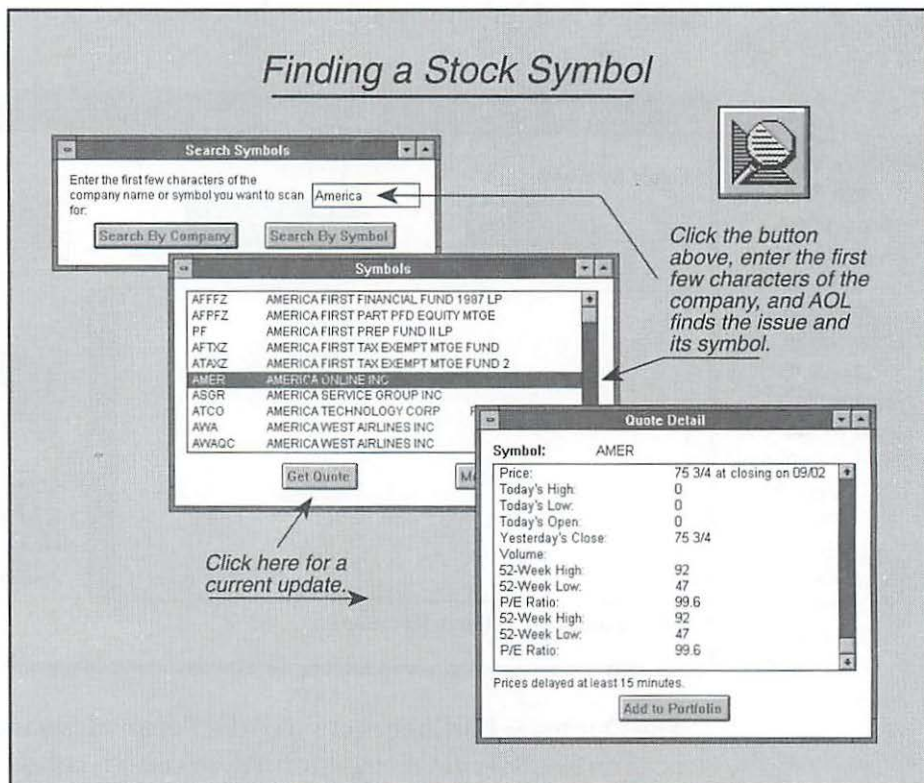 Finding a Stock Symbol
Search Symbols
Enter the first few characters of the
company name or symbol you want to scan
for:
America
Search By Company
Search By Symbol
Click the button
above, enter the first
few characters of the
company, and AOL
finds the issue and
its symbol.
Symbols
AFFFZ AMERICA FIRST FINANCIAL FUND 1987 LP
AFPFZ AMERICA FIRST PART PFD EQUITY MTGE
PF AMERICA FIRST PREP FUND II LP
AFTXZ AMERICA FIRST TAX EXEMPT MTGE FUND
ATAXZ AMERICA FIRST TAX EXEMPT MTGE FUND 2
AMER AMERICA ONLINE INC
ASGR AMERICA SERVICE GROUP INC
ATCO AMERICA TECHNOLOGY CORP
AWA AMERICA WEST AIRLINES INC
AWAQC AMERICA WEST AIRLINES INC
Get Quote
Click here for a
current update.
Quote Detail
Symbol: AMER
Price: 75 3/4 at closing on 09/02
Today's High: 0
Today's Low: 0
Today's Open: 0
Yesterday's Close: 75 3/4
Volume:
52-Week High: 92
52-Week Low: 47
P/E Ratio: 99.6
52-Week High: 92
52-Week Low: 47
P/E Ratio: 99.6
Prices delayed at least 15 minutes.
Add to Portfolio